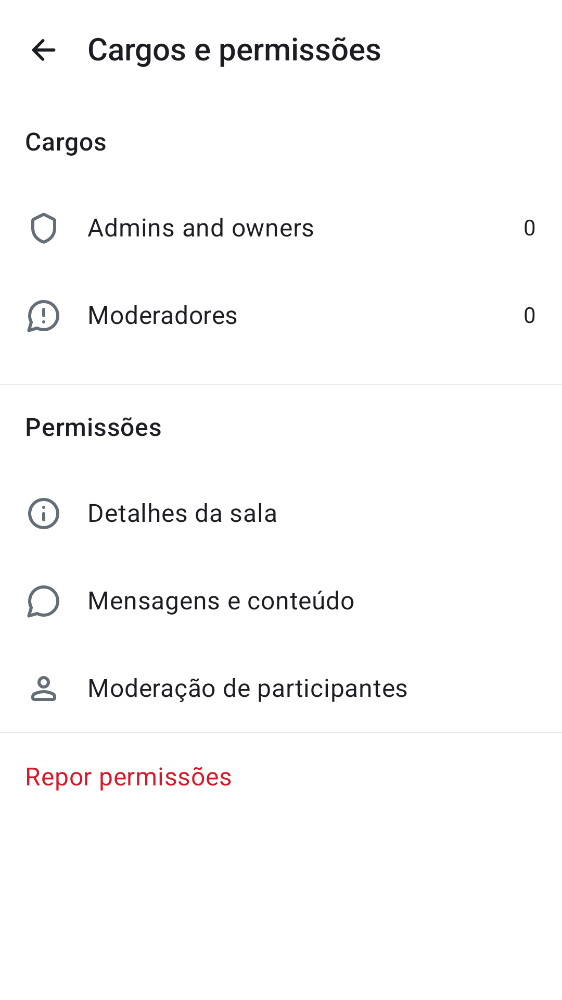 Cargos e permissões
Cargos
Admins and owners 0
Moderadores 0
Permissões
Detalhes da sala
Mensagens e conteúdo
Moderação de participantes
Repor permissões